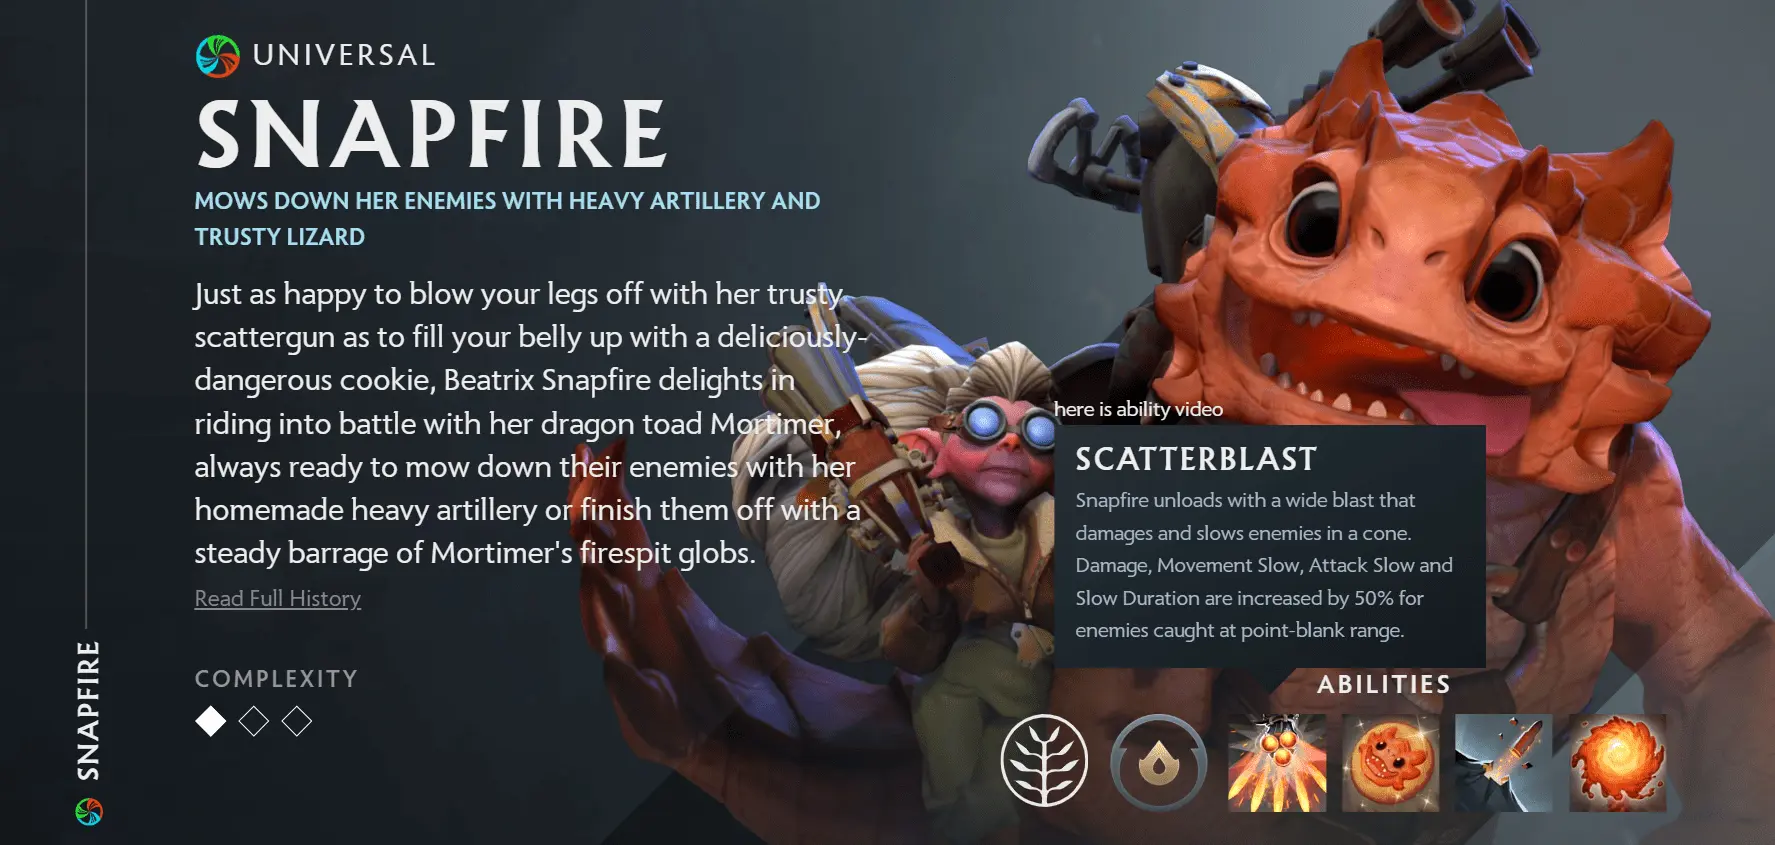 UNIVERSAL
SNAPFIRE
MOWS DOWN HER ENEMIES WITH HEAVY ARTILLERY AND
TRUSTY LIZARD
Just as happy to blow your legs off with her trusty
scattergun as to fill your belly up with a deliciously-
dangerous cookie, Beatrix Snapfire delights in
riding into battle with her dragon toad Mortimer,
always ready to mow down their enemies with her
homemade heavy artillery or finish them off with a
steady barrage of Mortimer's firespit globs.
Read Full History
COMPLEXITY
SNAPFIRE
here is ability video
SCATTERBLAST
Snapfire unloads with a wide blast that
damages and slows enemies in a cone.
Damage, Movement Slow, Attack Slow and
Slow Duration are increased by 50% for
enemies caught at point-blank range.
ABILITIES